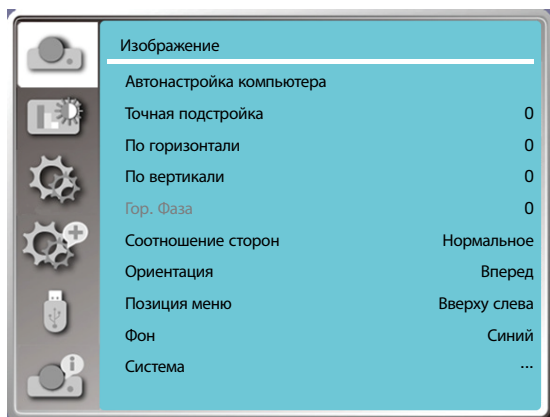 Изображение
Автонастройка компьютера
Точная подстройка 0
По горизонтали 0
По вертикали 0
Гор. Фаза 0
Соотношение сторон Нормальное
Ориентация Вперед
Позиция меню Вверху слева
Фон Синий
Система ...